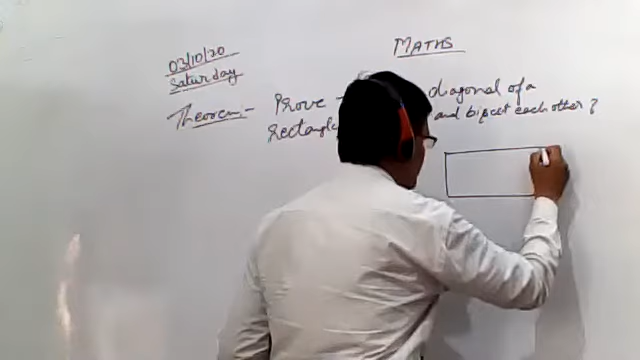 03/10/20
MATHS
Saturday
Theorem:- Prove diagonal of a
rectangle and bisect each other ?